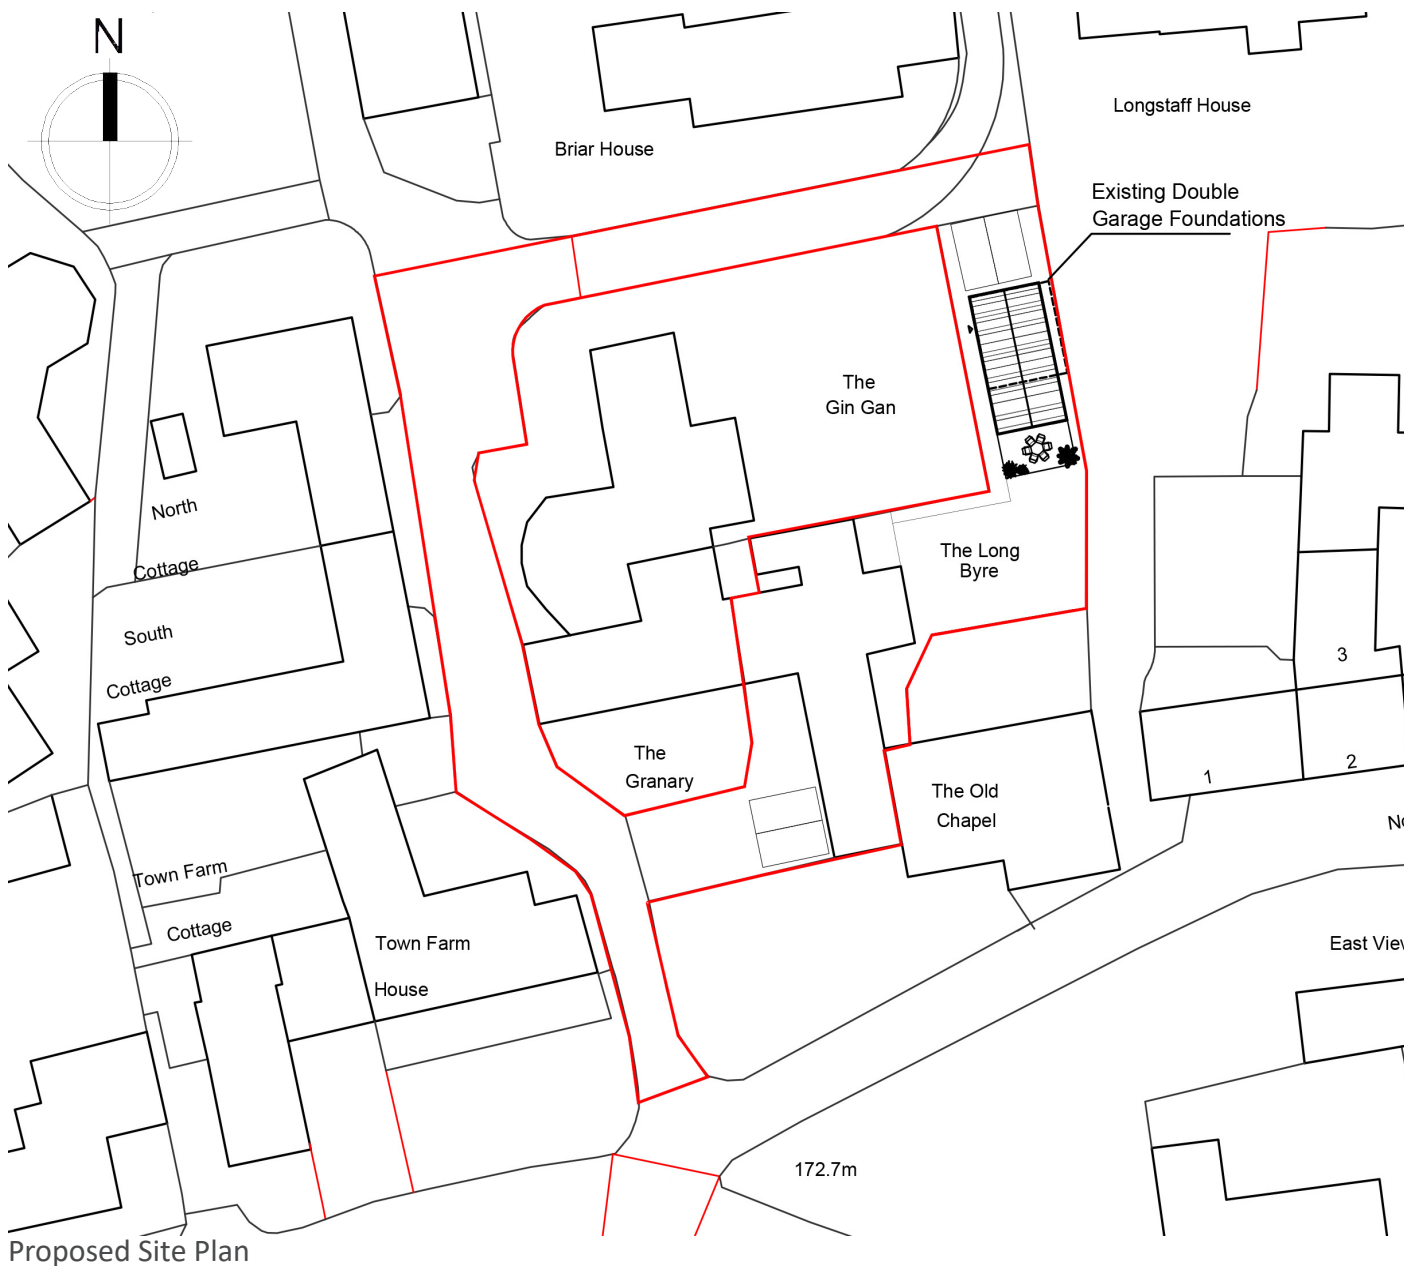 N
Longstaff House
Briar House
Existing Double
Garage Foundations
The
Gin Gan
North
Cottage
The Long
Byre
South
Cottage
3
The
Granary
2
1
The Old
Chapel
No
Town Farm
Cottage
Town Farm
House
East View
172.7m
Proposed Site Plan